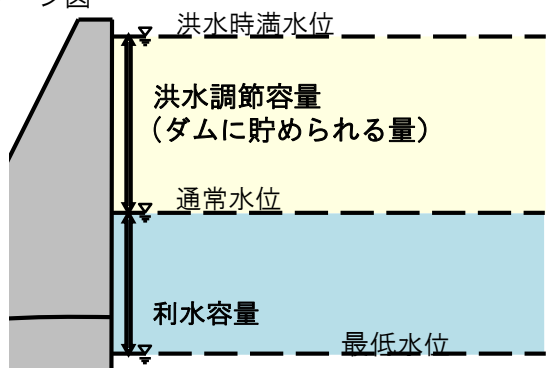 洪水時満水位
洪水調節容量
（ダムに貯められる量）
通常水位
利水容量
最低水位